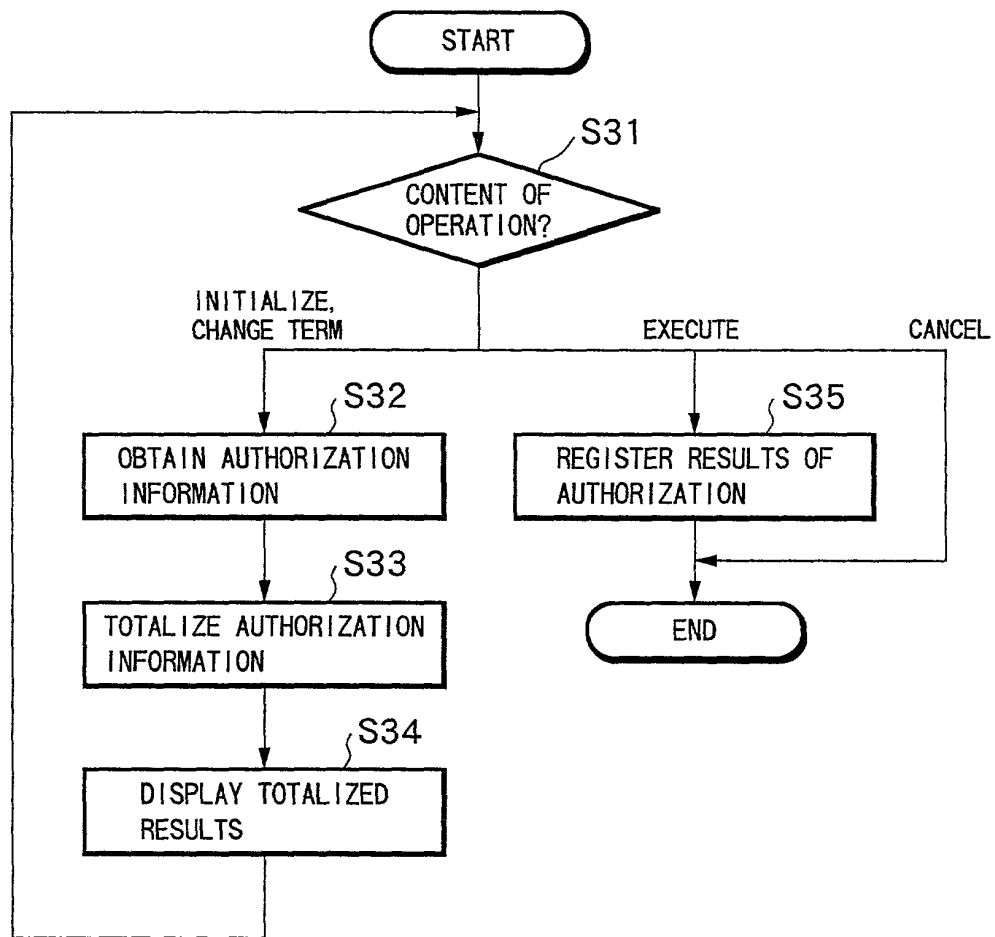 START
S31
CONTENT OF
OPERATION?
INITIALIZE,
CHANGE TERM
EXECUTE
CANCEL
S32
OBTAIN AUTHORIZATION
INFORMATION
S35
REGISTER RESULTS OF
AUTHORIZATION
S33
TOTALIZE AUTHORIZATION
INFORMATION
END
S34
DISPLAY TOTALIZED
RESULTS